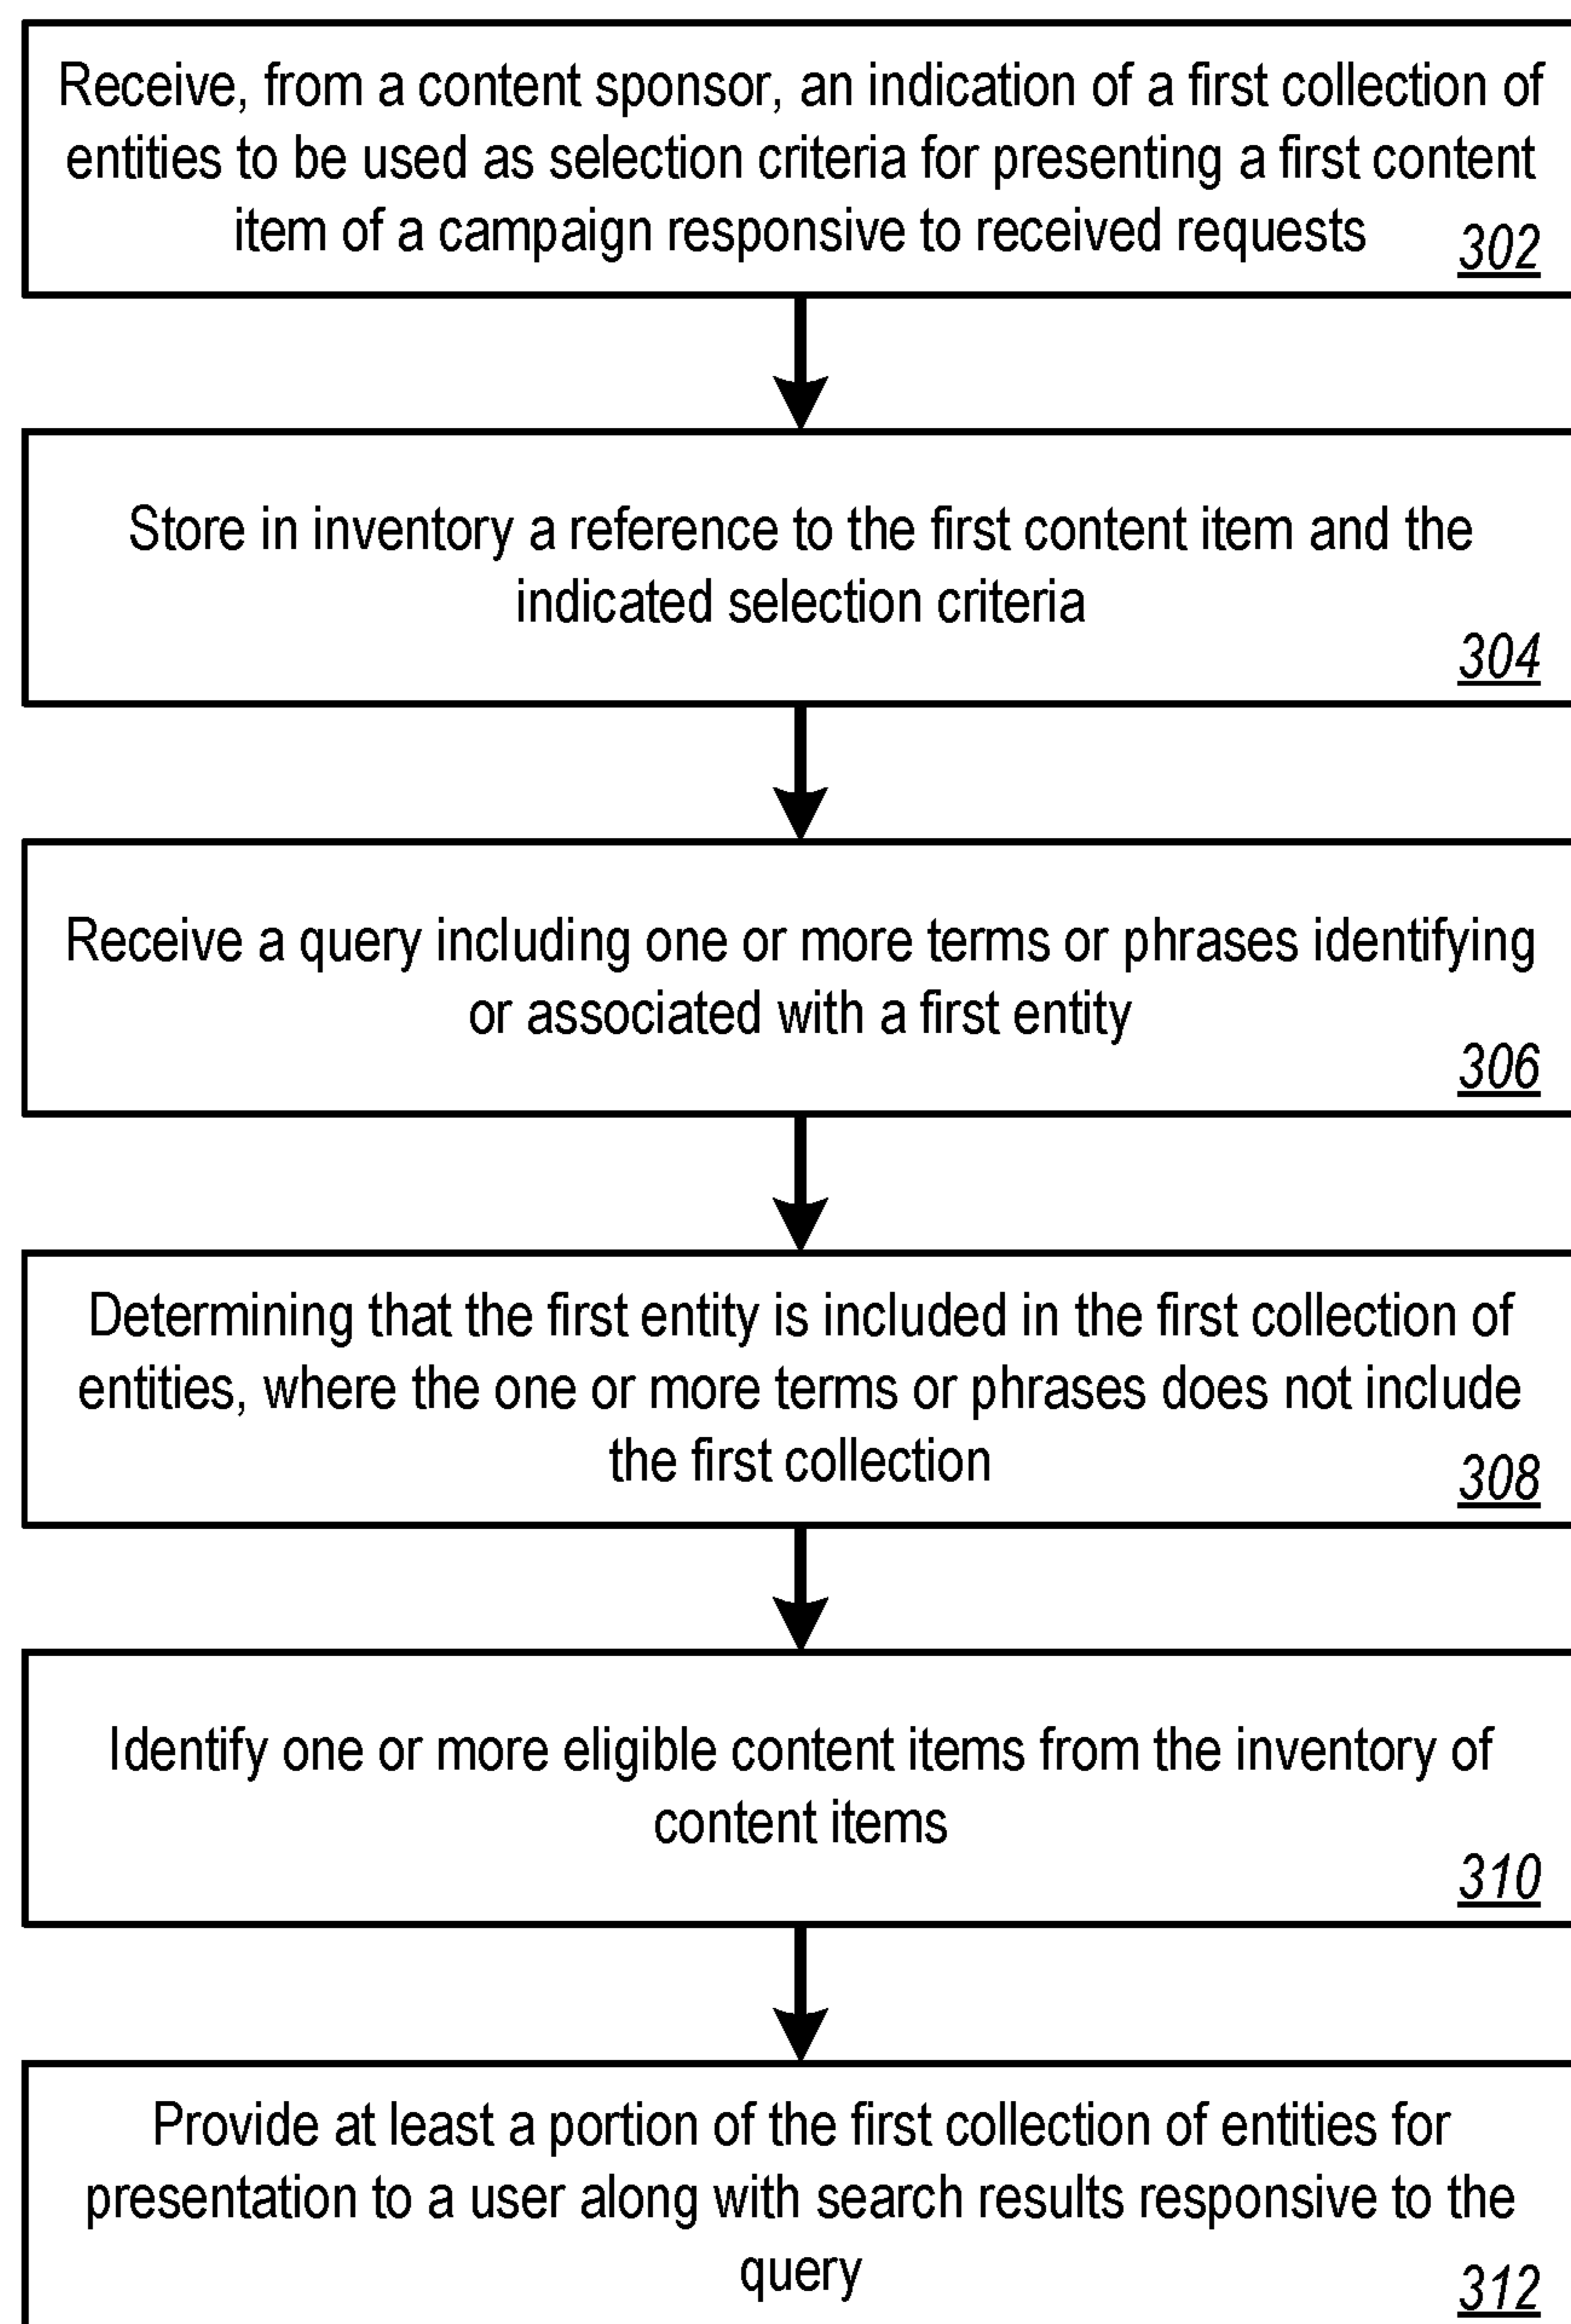 Receive, from a content sponsor, an indication of a first collection of
entities to be used as selection criteria for presenting a first content
item of a campaign responsive to received requests
302
Store in inventory a reference to the first content item and the
indicated selection criteria
304
Receive a query including one or more terms or phrases identifying
or associated with a first entity
306
Determining that the first entity is included in the first collection of
entities, where the one or more terms or phrases does not include
the first collection
308
Identify one or more eligible content items from the inventory of
content items
310
Provide at least a portion of the first collection of entities for
presentation to a user along with search results responsive to the
query
312